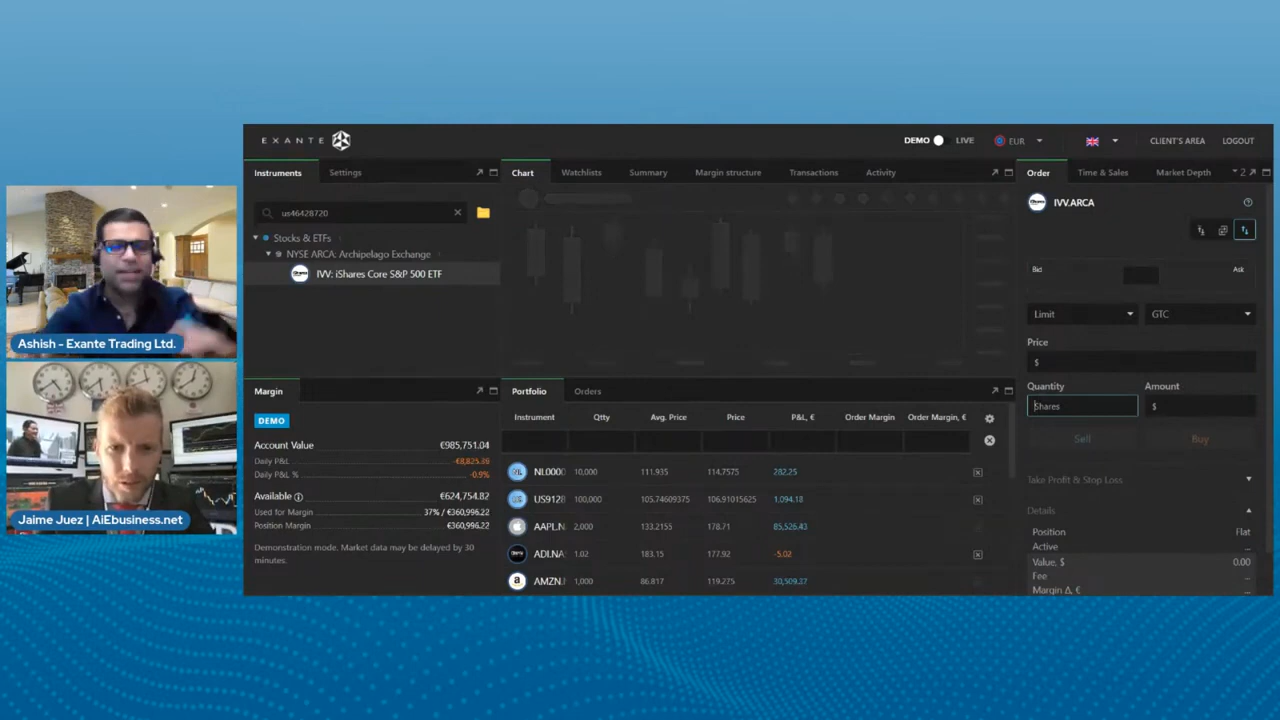 EXANTE
DEMO LIVE EUR CLIENT'S AREA LOGOUT
Instruments Settings
us46428720
Stocks & ETFs
NYSE ARCA: Archipelago Exchange
IVV: iShares Core S&P 500 ETF
Chart Watchlists Summary Margin structure Transactions Activity
Order Time & Sales Market Depth 2
IVV.ARCA
Bid Ask
Limit GTC
Price
$
Quantity Amount
Shares $
Sell Buy
Take Profit & Stop Loss
Details
Position Flat
Active --
Value, $ 0.00
Fee --
Margin Δ, € --
Margin
DEMO
Account Value €985,751.04
Daily P&L -€8,825.39
Daily P&L % -0.9%
Available €624,754.82
Used for Margin 37% / €360,996.22
Position Margin €360,996.22
Demonstration mode. Market data may be delayed by 30
minutes.
Portfolio Orders
Instrument Qtty Avg. Price Price P&L, € Order Margin Order Margin, €
NL000( 10,000 111.935 114.7575 282.25
US9128 100,000 105.74609375 106.91015625 1,094.18
AAPL.N 2,000 133.2155 178.71 85,526.43
ADI.NA 1.02 183.15 177.92 -5.02
AMZN. 1,000 86.817 119.275 30,509.37
Ashish - Exante Trading Ltd.
Jaime Juez | AiEbusiness.net